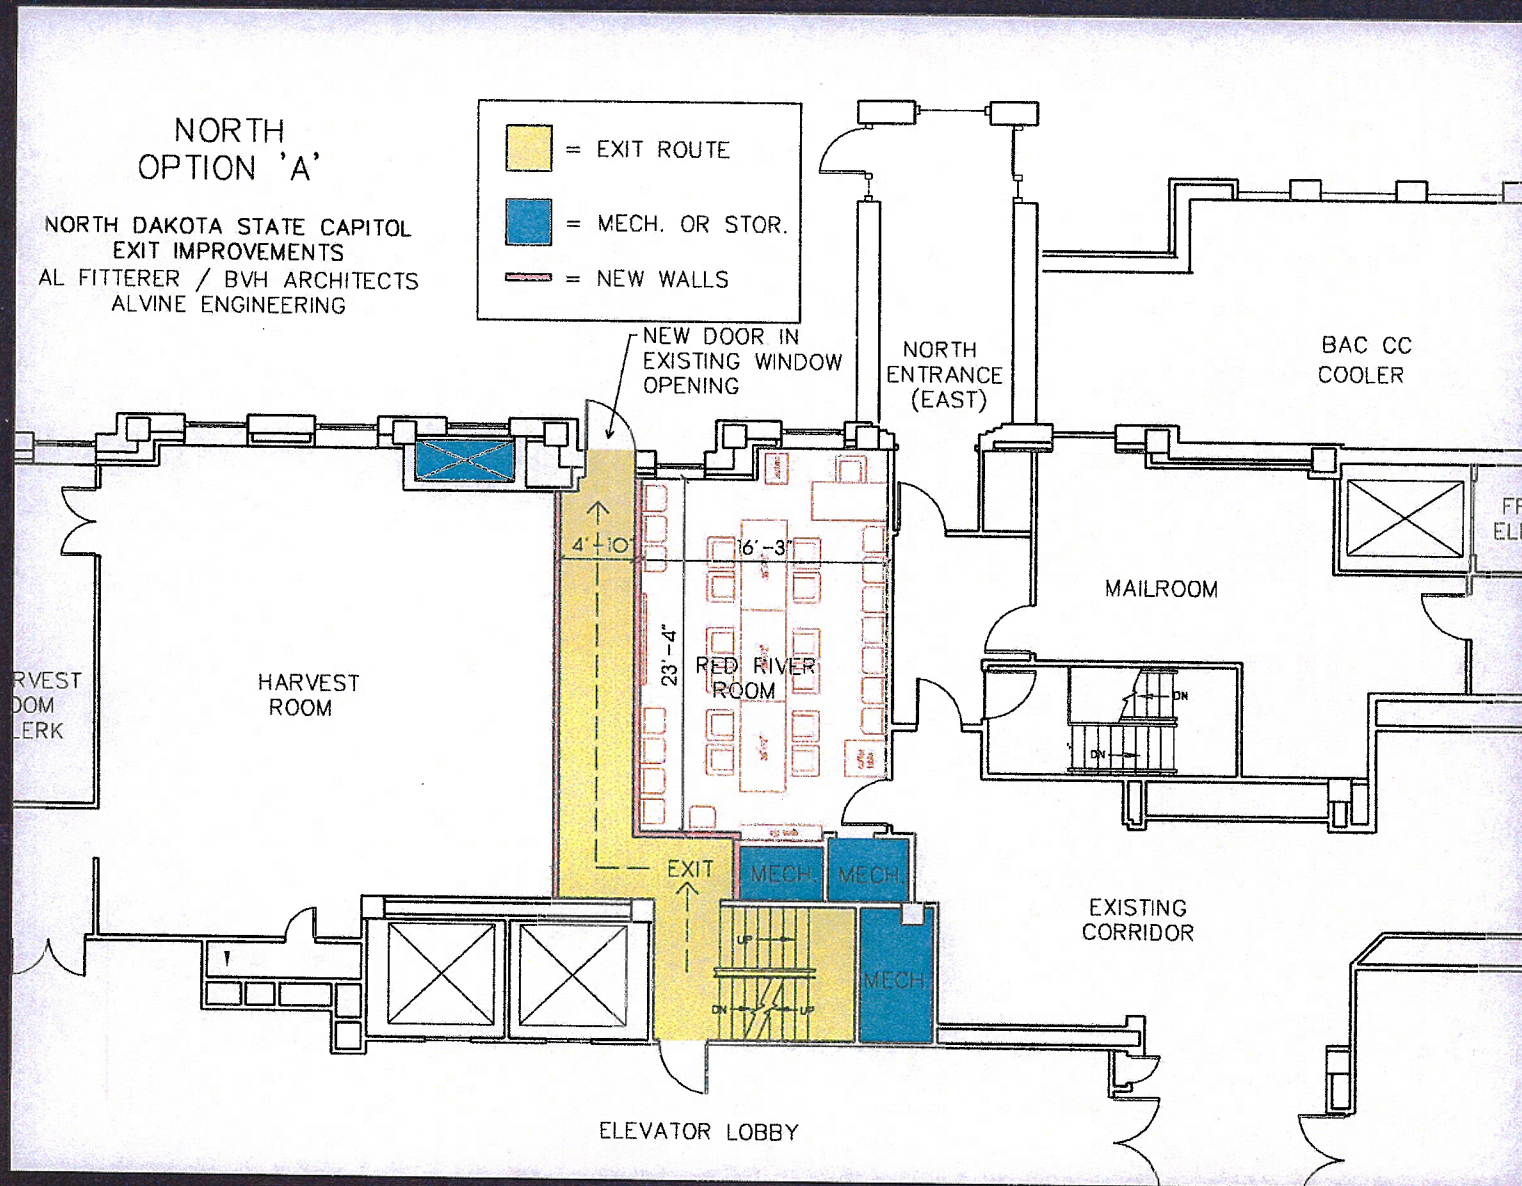 NORTH
OPTION 'A'
NORTH DAKOTA STATE CAPITOL
EXIT IMPROVEMENTS
AL FITTERER / BVH ARCHITECTS
ALVINE ENGINEERING
= EXIT ROUTE
= MECH. OR STOR.
= NEW WALLS
NEW DOOR IN
EXISTING WINDOW
OPENING
NORTH
ENTRANCE
(EAST)
BAC CC
COOLER
4'-10"
16'-3"
23'-4"
RED RIVER
ROOM
HARVEST
ROOM
RVEST
OOM
LERK
MAILROOM
FR
ELE
DN
DN
EXIT
MECH.
MECH.
MECH.
UP
DN
UP
EXISTING
CORRIDOR
ELEVATOR LOBBY